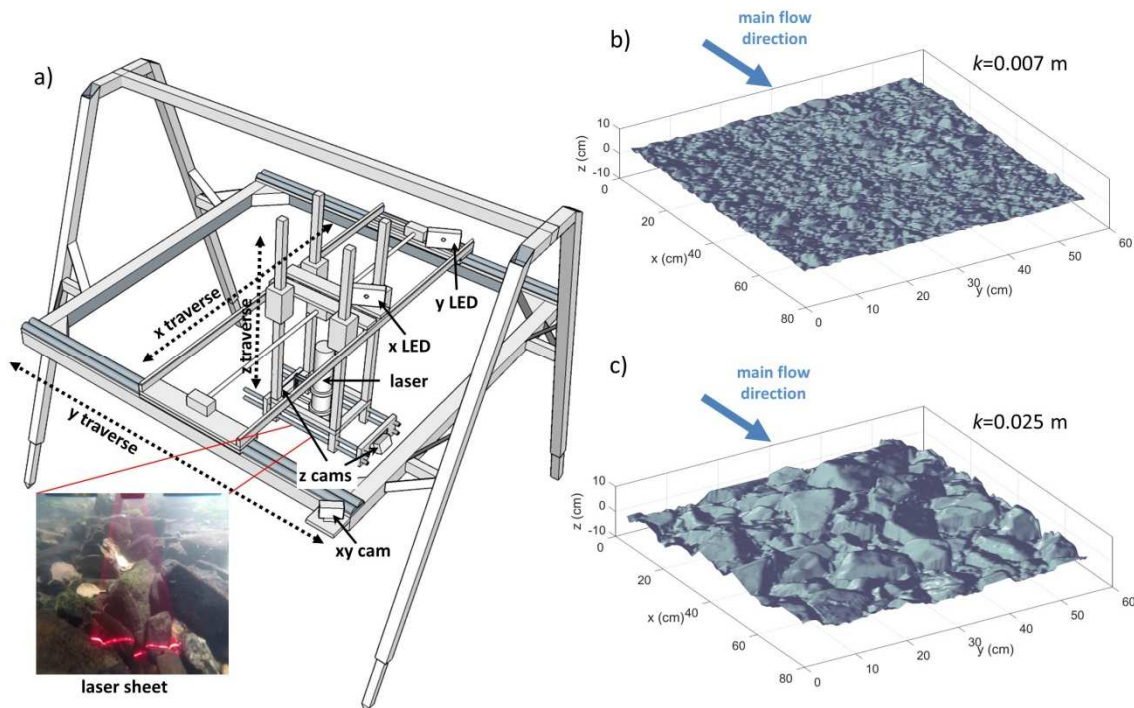 a)
x traverse
z traverse
y traverse
y LED
x LED
laser
z cams
xy cam
laser sheet
b)
main flow
direction
k=0.007 m
z (cm)
10
0
-10
0
20
40
60
80
x (cm)
0
10
20
30
40
50
60
y (cm)
c)
main flow
direction
k=0.025 m
z (cm)
10
0
-10
0
20
40
60
80
x (cm)
0
10
20
30
40
50
60
y (cm)